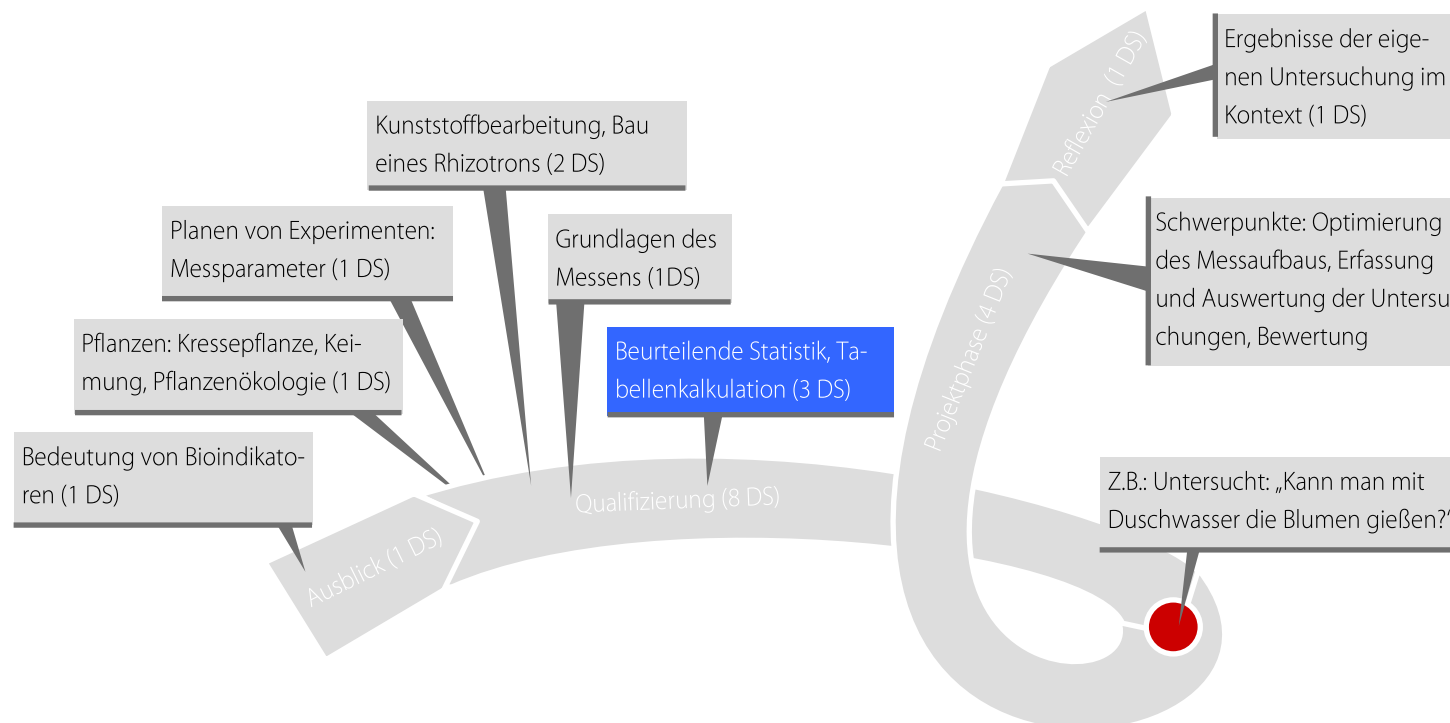 Ergebnisse der eige-
nen Untersuchung im
Kontext (1 DS)
Reflexion (1 DS)
Kunststoffbearbeitung, Bau
eines Rhizotrons (2 DS)
Planen von Experimenten:
Messparameter (1 DS)
Grundlagen des
Messens (1DS)
Schwerpunkte: Optimierung
des Messaufbaus, Erfassung
und Auswertung der Untersu
chungen, Bewertung
Projektphase (4 DS)
Pflanzen: Kressepflanze, Kei-
mung, Pflanzenökologie (1 DS)
Beurteilende Statistik, Ta-
bellenkalkulation (3 DS)
Bedeutung von Bioindikato-
ren (1 DS)
Z.B.: Untersucht: „Kann man mit
Duschwasser die Blumen gießen?“
Qualifizierung (8 DS)
Ausblick (1 DS)